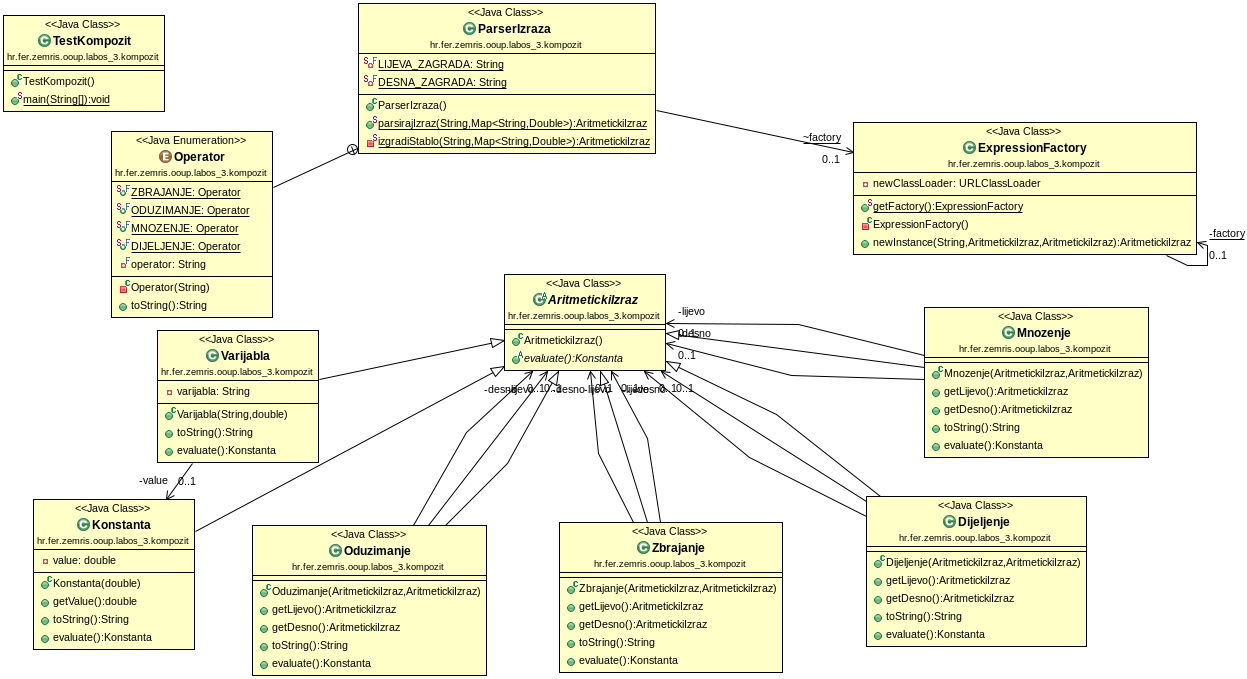 <<Java Class>>
TestKompozit
hr.fer.zemris.ooup.labos_3.kompozit
TestKompozit()
main(String[]):void
<<Java Class>>
ParserIzraza
hr.fer.zemris.ooup.labos_3.kompozit
LIJEVA_ZAGRADA: String
DESNA_ZAGRADA: String
ParserIzraza()
parsirajIzraz(String,Map<String,Double>):AritmetickiIzraz
izgradiStablo(String,Map<String,Double>):AritmetickiIzraz
~factory
0..1
<<Java Class>>
ExpressionFactory
hr.fer.zemris.ooup.labos_3.kompozit
newClassLoader: URLClassLoader
getFactory():ExpressionFactory
ExpressionFactory()
newInstance(String,AritmetickiIzraz,AritmetickiIzraz):AritmetickiIzraz
-factory
0..1
<<Java Enumeration>>
Operator
hr.fer.zemris.ooup.labos_3.kompozit
ZBRAJANJE: Operator
ODUZIMANJE: Operator
MNOZENJE: Operator
DIJELJENJE: Operator
operator: String
Operator(String)
toString():String
<<Java Class>>
AritmetickiIzraz
hr.fer.zemris.ooup.labos_3.kompozit
AritmetickiIzraz()
evaluate():Konstanta
-lijevo
0..1
-desno
0..1
<<Java Class>>
Mnozenje
hr.fer.zemris.ooup.labos_3.kompozit
Mnozenje(AritmetickiIzraz,AritmetickiIzraz)
getLijevo():AritmetickiIzraz
getDesno():AritmetickiIzraz
toString():String
evaluate():Konstanta
<<Java Class>>
Varijabla
hr.fer.zemris.ooup.labos_3.kompozit
varijabla: String
Varijabla(String,double)
toString():String
evaluate():Konstanta
-value
0..1
-desno
-lijevo
0..1
0..1
-desno
-lijevo
0..1
0..1
-lijevo
-desno
0..1
0..1
<<Java Class>>
Konstanta
hr.fer.zemris.ooup.labos_3.kompozit
value: double
Konstanta(double)
getValue():double
toString():String
evaluate():Konstanta
<<Java Class>>
Oduzimanje
hr.fer.zemris.ooup.labos_3.kompozit
Oduzimanje(AritmetickiIzraz,AritmetickiIzraz)
getLijevo():AritmetickiIzraz
getDesno():AritmetickiIzraz
toString():String
evaluate():Konstanta
<<Java Class>>
Zbrajanje
hr.fer.zemris.ooup.labos_3.kompozit
Zbrajanje(AritmetickiIzraz,AritmetickiIzraz)
getLijevo():AritmetickiIzraz
getDesno():AritmetickiIzraz
toString():String
evaluate():Konstanta
<<Java Class>>
Dijeljenje
hr.fer.zemris.ooup.labos_3.kompozit
Dijeljenje(AritmetickiIzraz,AritmetickiIzraz)
getLijevo():AritmetickiIzraz
getDesno():AritmetickiIzraz
toString():String
evaluate():Konstanta